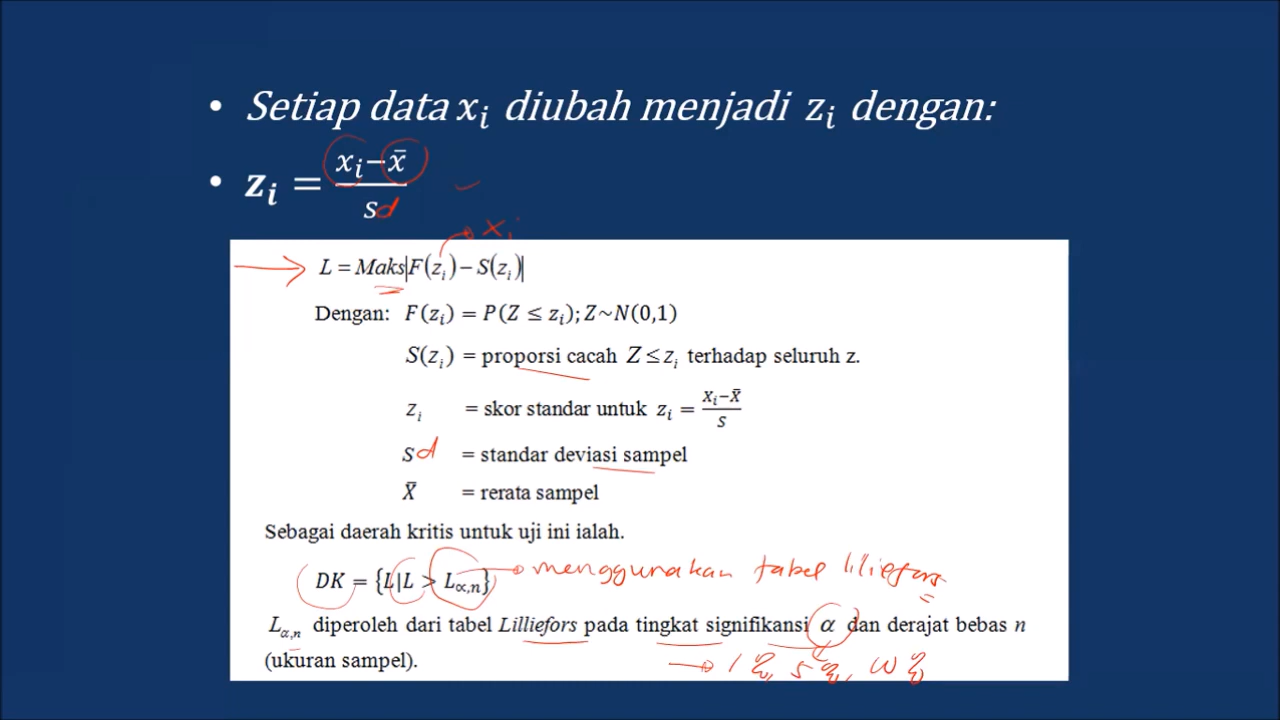 • Setiap data xᵢ diubah menjadi zᵢ dengan:
• zᵢ = (xᵢ − x̄) / sd
xᵢ
L = Maks|F(zᵢ) − S(zᵢ)|
Dengan: F(zᵢ) = P(Z ≤ zᵢ); Z~N(0,1)
S(zᵢ) = proporsi cacah Z ≤ zᵢ terhadap seluruh z.
zᵢ = skor standar untuk zᵢ = (Xᵢ−X̄) / s
sd = standar deviasi sampel
X̄ = rerata sampel
Sebagai daerah kritis untuk uji ini ialah.
DK = {L|L > L∝,n} menggunakan tabel lilliefors
Lα,n diperoleh dari tabel Lilliefors pada tingkat signifikansi α dan derajat bebas n
(ukuran sampel). 1%, 5%, 10%